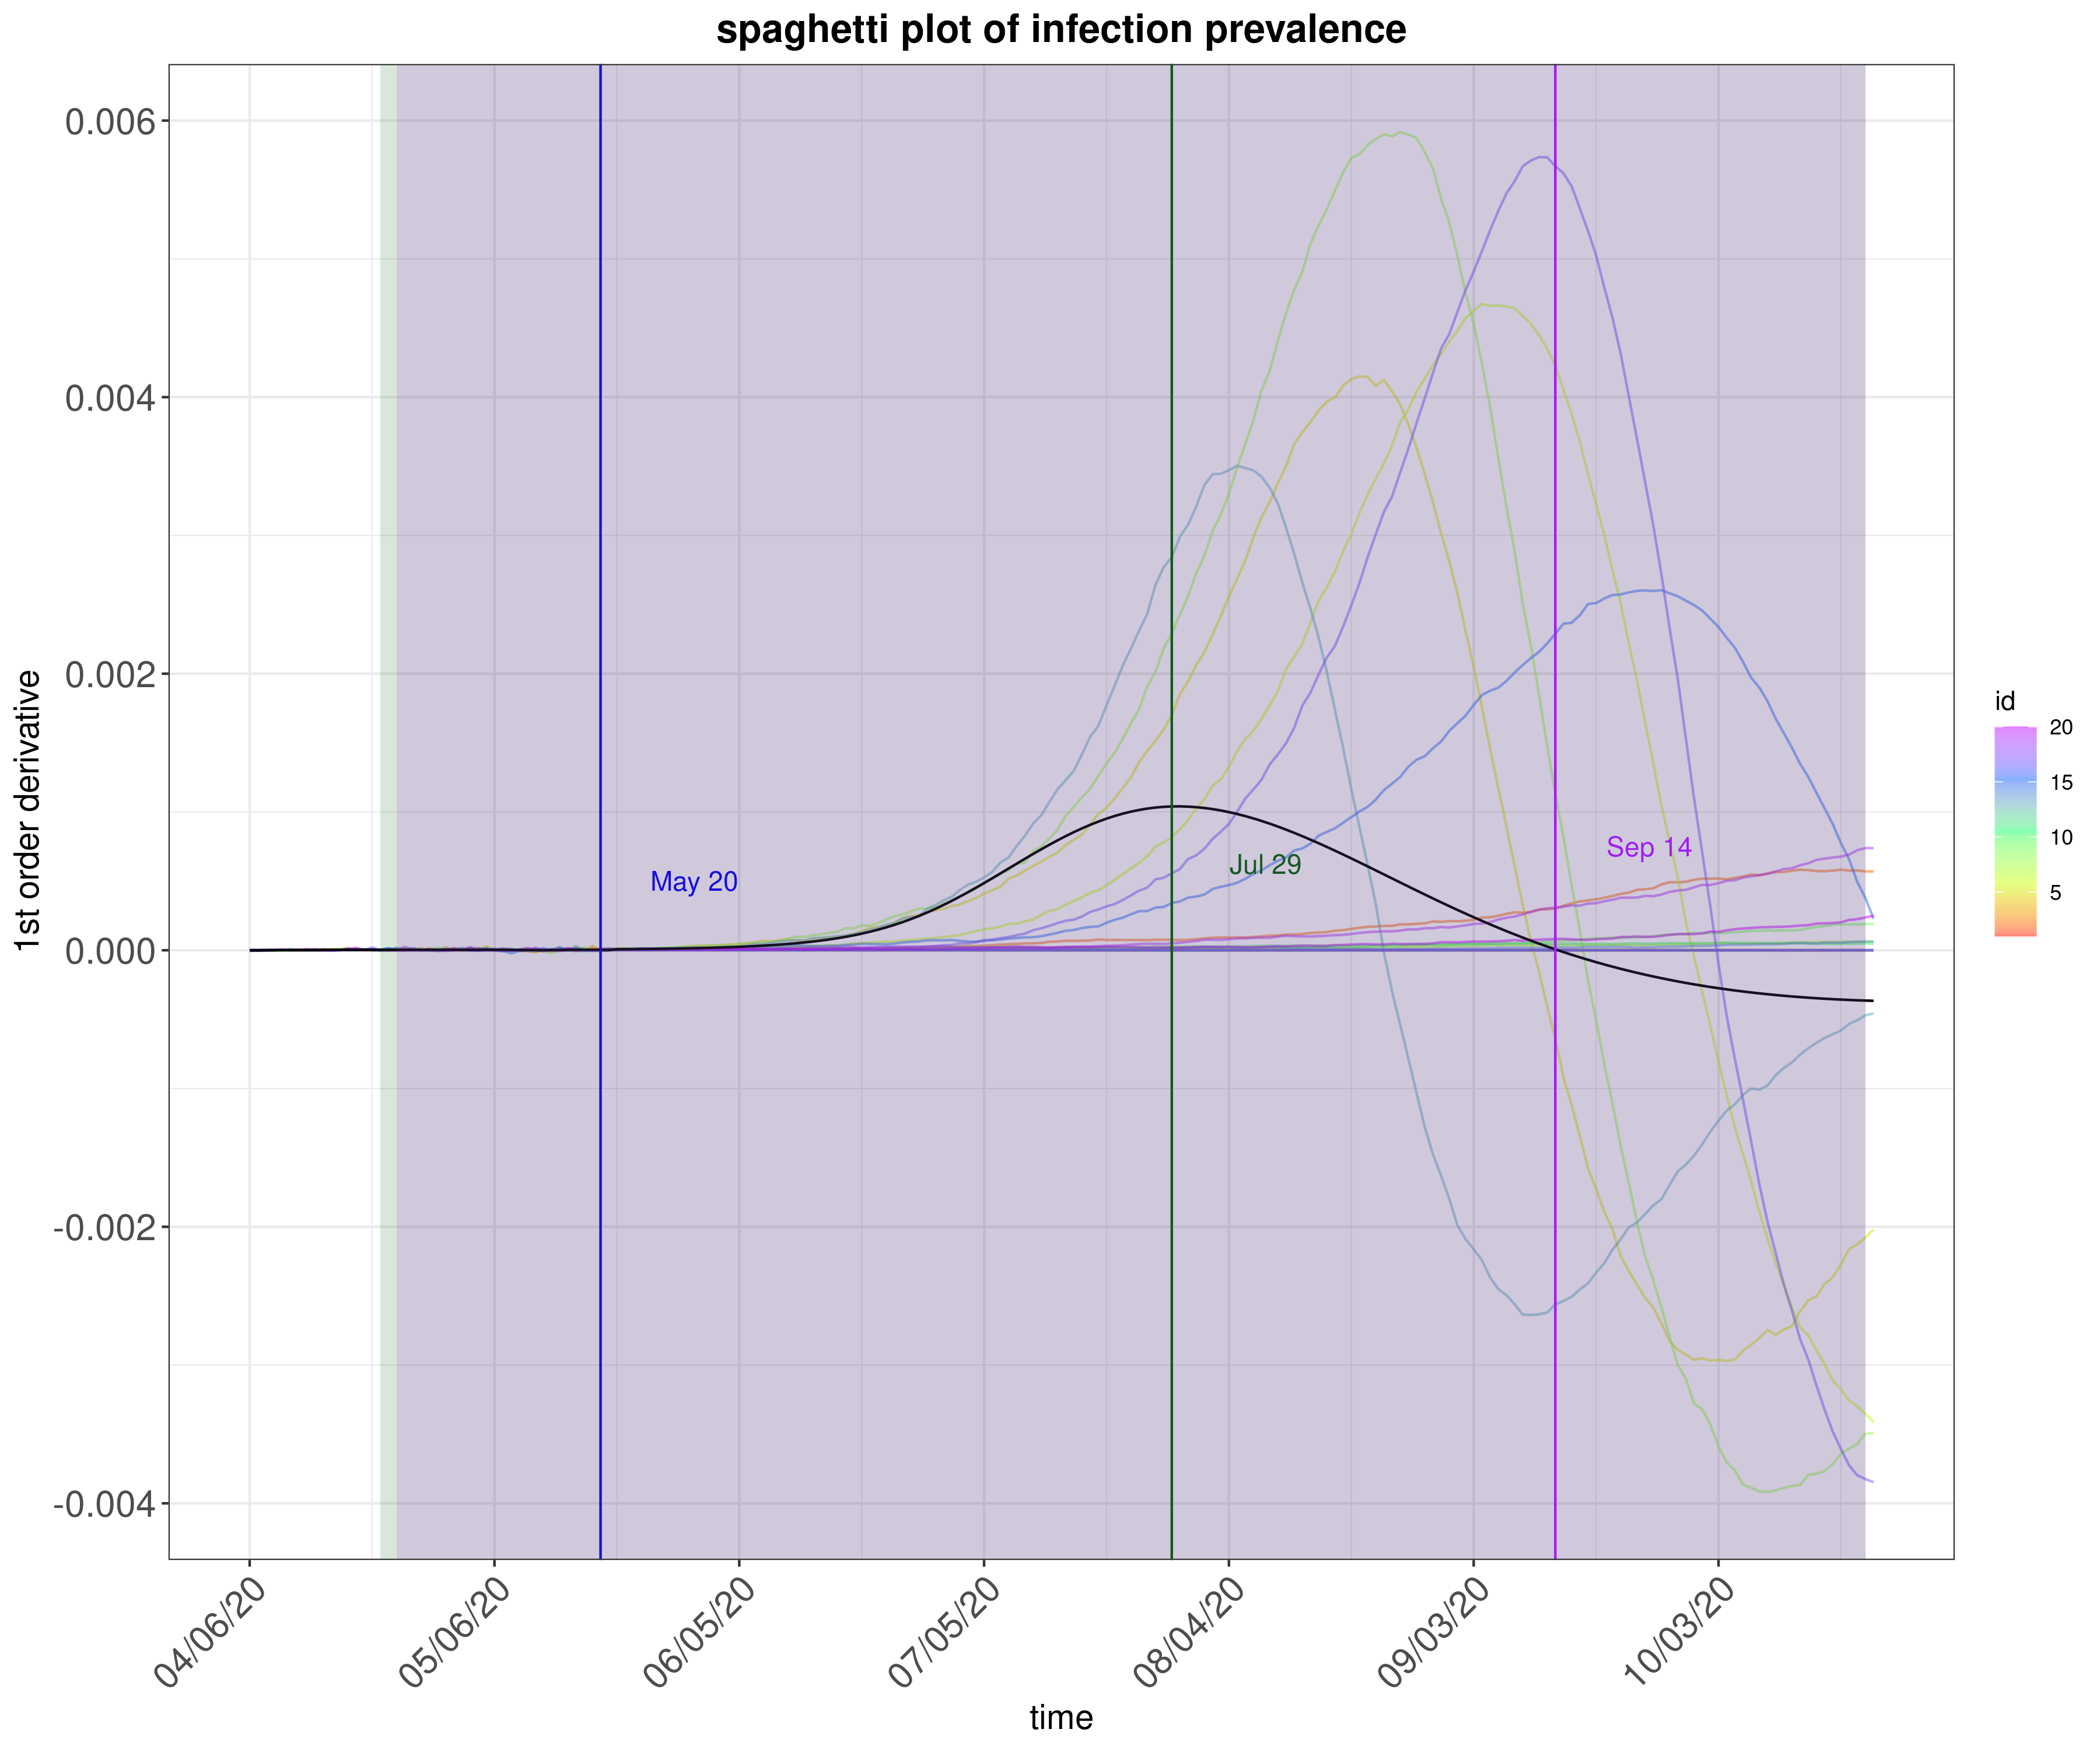 spaghetti plot of infection prevalence
1st order derivative
0.006
0.004
0.002
0.000
-0.002
-0.004
May 20
Jul 29
Sep 14
04/06/20
05/06/20
06/05/20
07/05/20
08/04/20
09/03/20
10/03/20
time
id
20
15
10
5